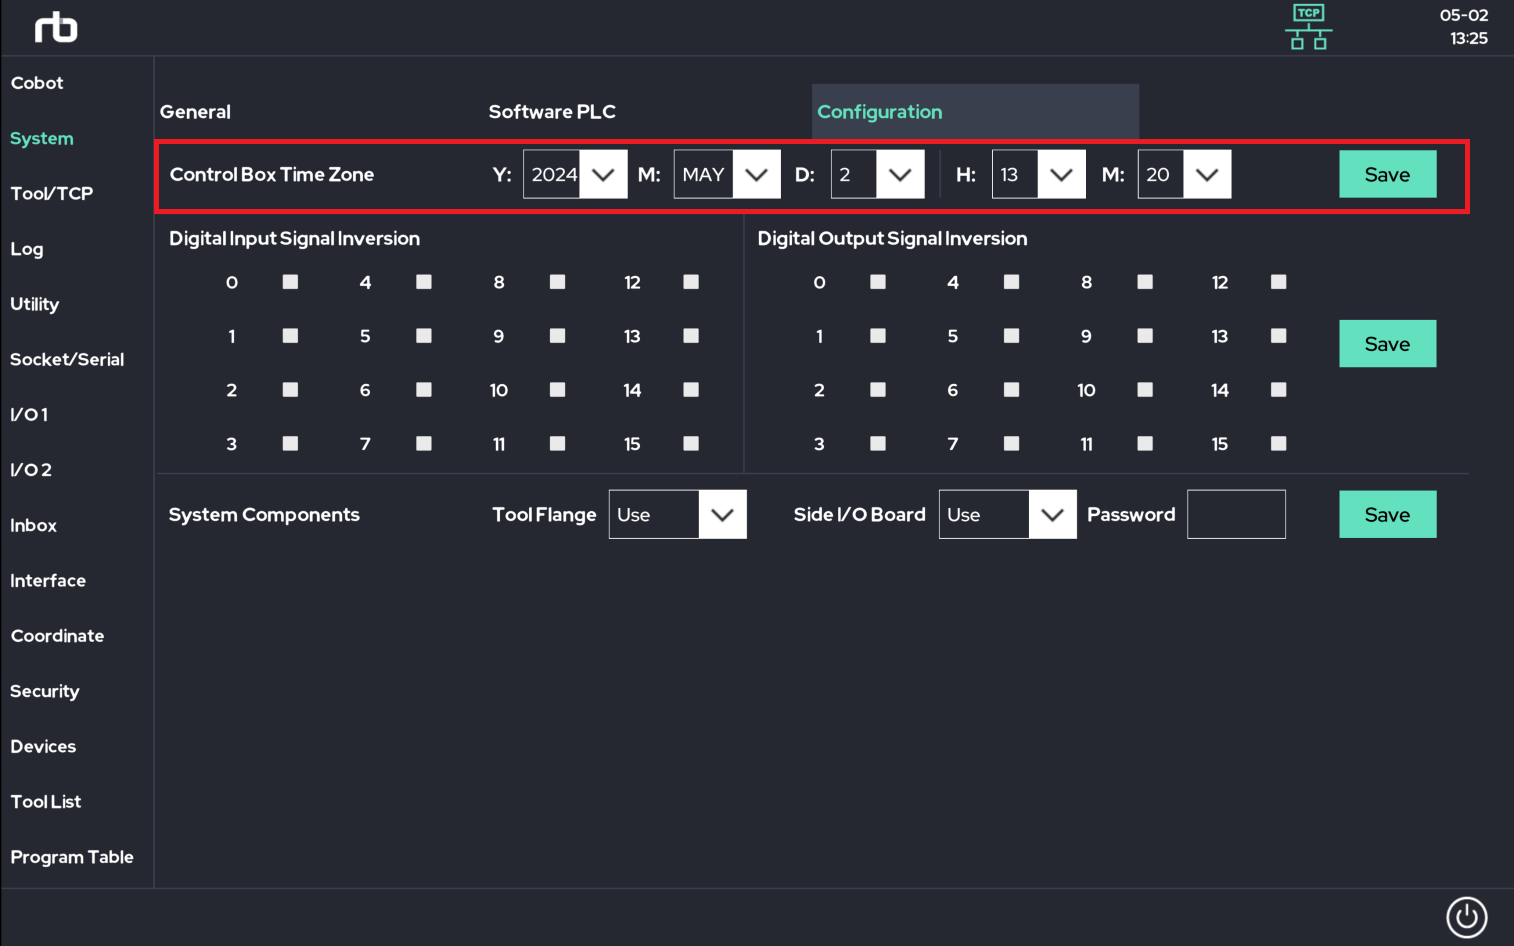 rb
TCP
05-02
13:25
Cobot
System
Tool/TCP
Log
Utility
Socket/Serial
I/O 1
I/O 2
Inbox
Interface
Coordinate
Security
Devices
Tool List
Program Table
General Software PLC Configuration
Control Box Time Zone Y: 2024 M: MAY D: 2 H: 13 M: 20 Save
Digital Input Signal Inversion
0 4 8 12
1 5 9 13
2 6 10 14
3 7 11 15
Digital Output Signal Inversion
0 4 8 12
1 5 9 13
2 6 10 14
3 7 11 15
Save
System Components Tool Flange Use Side I/O Board Use Password Save